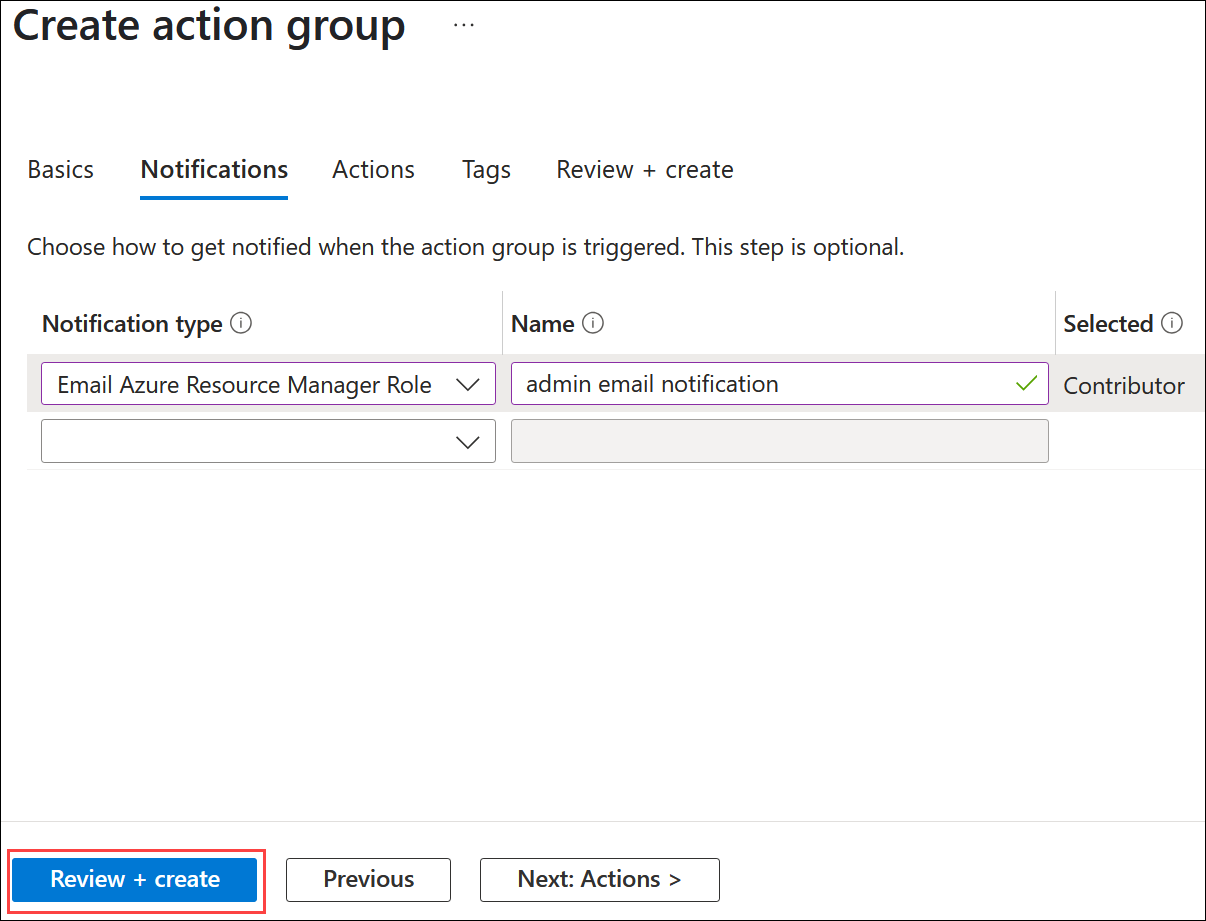 Create action group ...
Basics Notifications Actions Tags Review + create
Choose how to get notified when the action group is triggered. This step is optional.
Notification type Name Selected
Email Azure Resource Manager Role admin email notification Contributor
Review + create Previous Next: Actions >